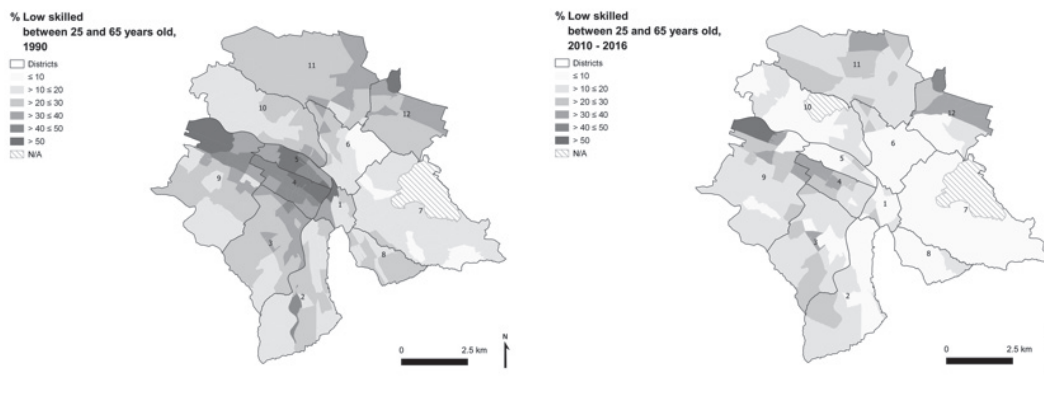 % Low skilled
between 25 and 65 years old,
1990
Districts
≤ 10
> 10 ≤ 20
> 20 ≤ 30
> 30 ≤ 40
> 40 ≤ 50
> 50
N/A
11
10
12
6
5
4
9
7
1
3
8
2
0 2.5 km
N
% Low skilled
between 25 and 65 years old,
2010 - 2016
Districts
≤ 10
> 10 ≤ 20
> 20 ≤ 30
> 30 ≤ 40
> 40 ≤ 50
> 50
N/A
11
10
12
6
5
4
9
7
1
3
8
2
0 2.5 km